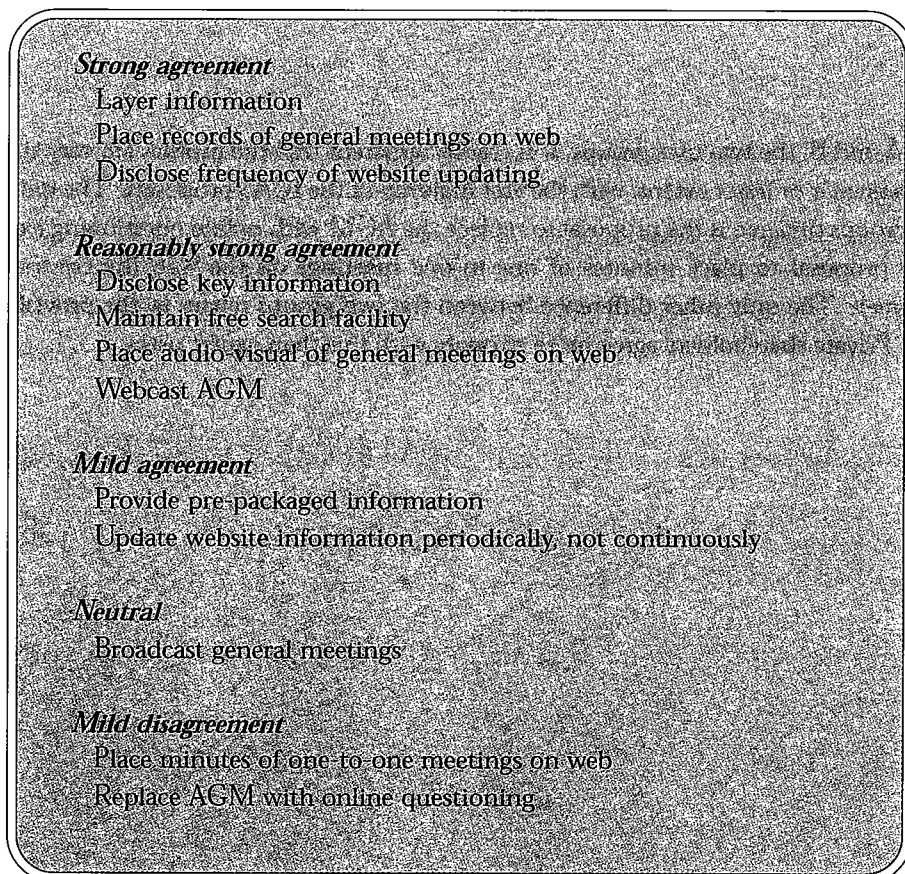 Strong agreement
Layer information
Place records of general meetings on web
Disclose frequency of website updating
Reasonably strong agreement
Disclose key information
Maintain free search facility
Place audio-visual of general meetings on web
Webcast AGM
Mild agreement
Provide pre-packaged information
Update website information periodically, not continuously
Neutral
Broadcast general meetings
Mild disagreement
Place minutes of one-to-one meetings on web
Replace AGM with online questioning